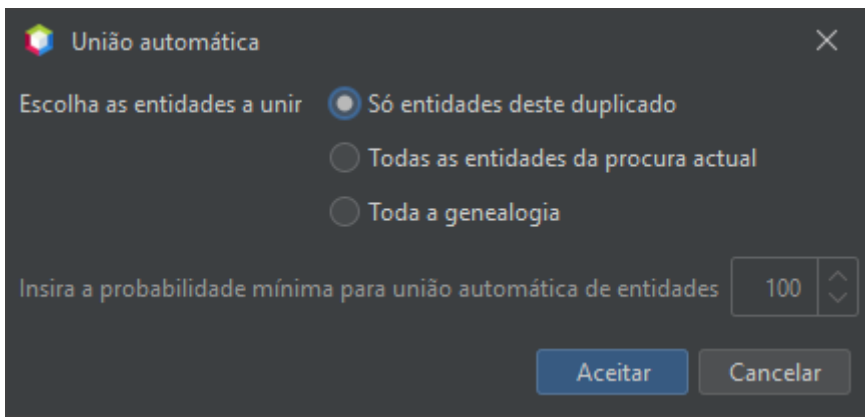 União automática
Escolha as entidades a unir Só entidades deste duplicado
Todas as entidades da procura actual
Toda a genealogia
Insira a probabilidade mínima para união automática de entidades 100
Aceitar Cancelar